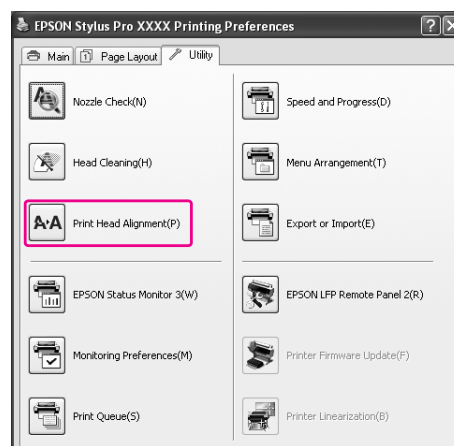 EPSON Stylus Pro XXXX Printing Preferences
Main
Page Layout
Utility
Nozzle Check(N)
Speed and Progress(D)
Head Cleaning(H)
Menu Arrangement(T)
Print Head Alignment(P)
Export or Import(E)
EPSON Status Monitor 3(W)
EPSON LFP Remote Panel 2(R)
Monitoring Preferences(M)
Printer Firmware Update(F)
Print Queue(S)
Printer Linearization(B)